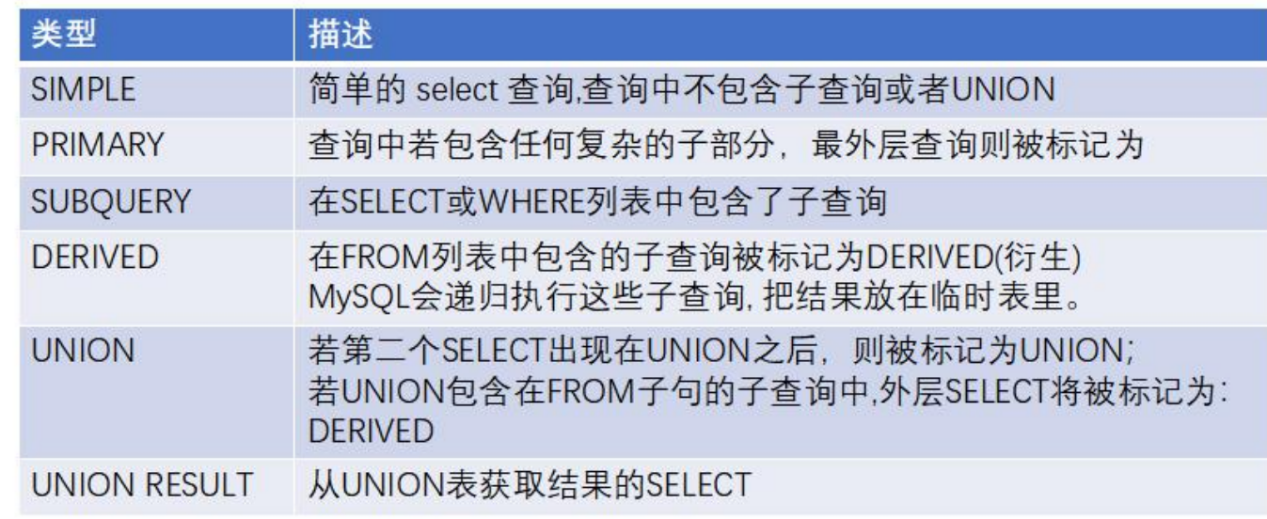 类型 描述
SIMPLE 简单的 select 查询,查询中不包含子查询或者UNION
PRIMARY 查询中若包含任何复杂的子部分，最外层查询则被标记为
SUBQUERY 在SELECT或WHERE列表中包含了子查询
DERIVED 在FROM列表中包含的子查询被标记为DERIVED(衍生)
MySQL会递归执行这些子查询, 把结果放在临时表里。
UNION 若第二个SELECT出现在UNION之后，则被标记为UNION；
若UNION包含在FROM子句的子查询中,外层SELECT将被标记为：
DERIVED
UNION RESULT 从UNION表获取结果的SELECT